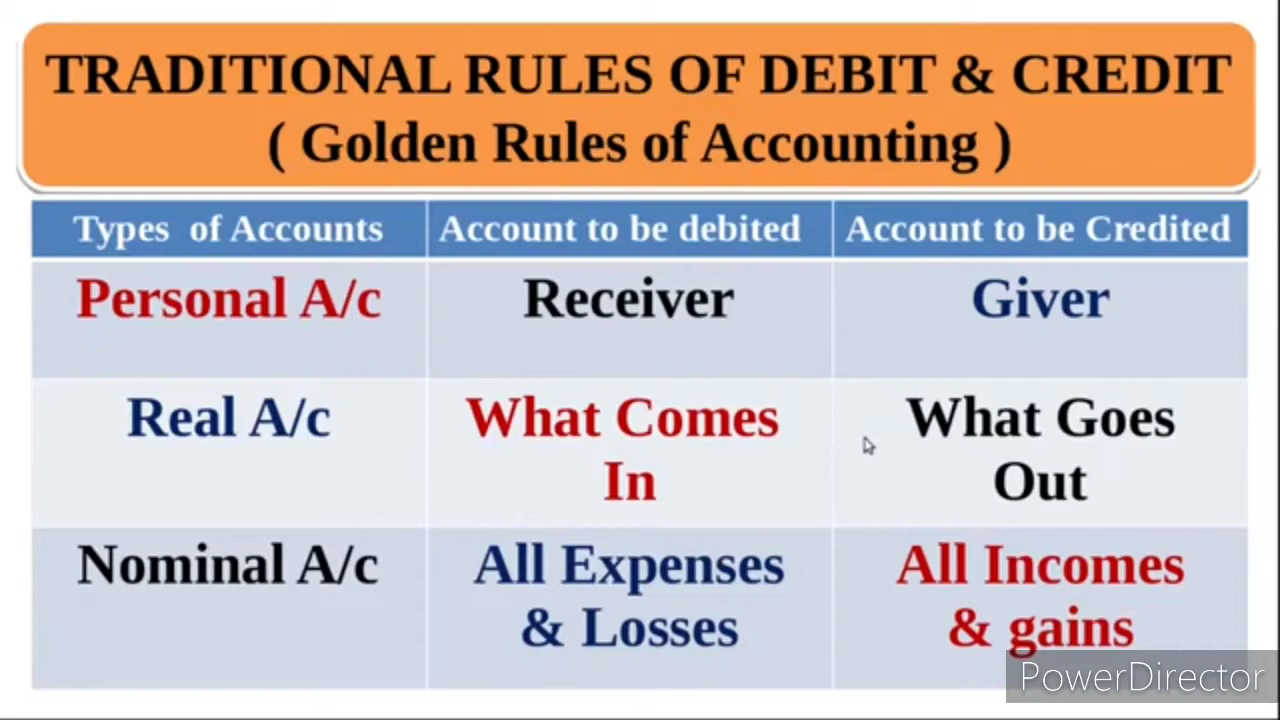 TRADITIONAL RULES OF DEBIT & CREDIT
( Golden Rules of Accounting )
Types of Accounts
Account to be debited
Account to be Credited
Personal A/c
Receiver
Giver
Real A/c
What Comes
In
What Goes
Out
Nominal A/c
All Expenses
& Losses
All Incomes
& gains
PowerDirector